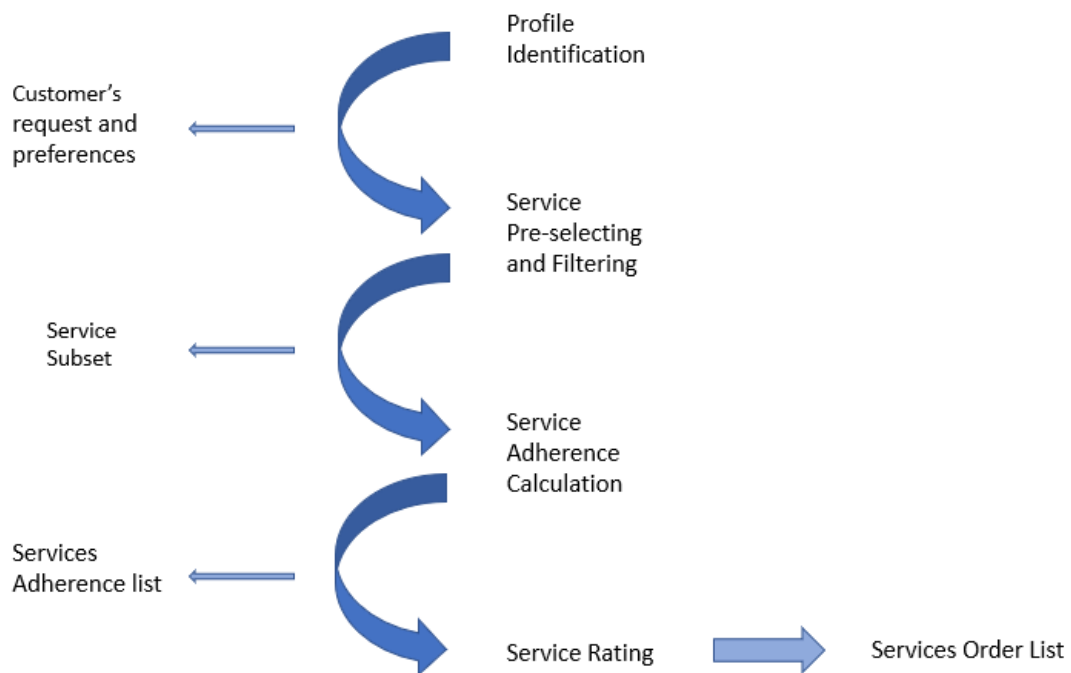 Profile
Identification
Customer’s
request and
preferences
Service
Pre-selecting
and Filtering
Service
Subset
Service
Adherence
Calculation
Services
Adherence list
Service Rating
Services Order List